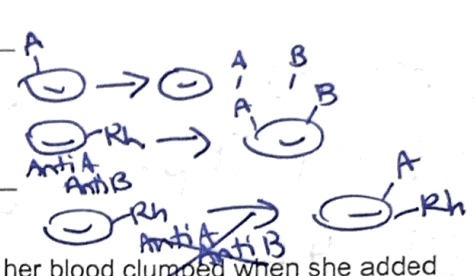 A
A B
A B
Rh
Anti A
Anti B
A
Rh Rh
Anti A
Anti B
her blood clumped when she added